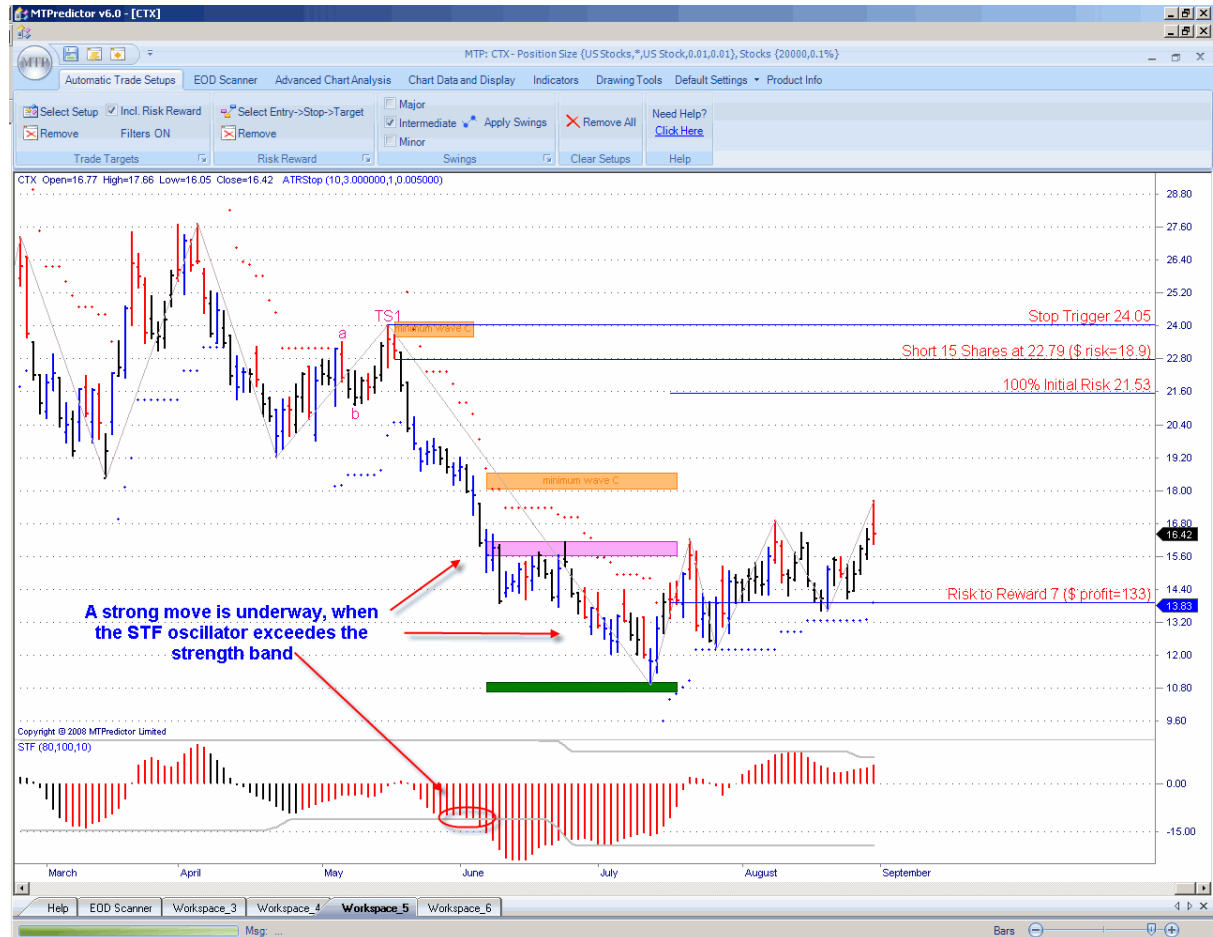 MTPredictor v6.0 - [CTX]
MTP
MTP: CTX - Position Size {US Stocks,*,US Stock,0.01,0.01}, Stocks {20000,0.1%}
Automatic Trade Setups EOD Scanner Advanced Chart Analysis Chart Data and Display Indicators Drawing Tools Default Settings Product Info
Select Setup Incl. Risk Reward
Remove Filters ON
Trade Targets
Select Entry->Stop->Target
Remove
Risk Reward
Major
Intermediate Apply Swings
Minor
Swings
Remove All
Clear Setups
Need Help?
Click Here
Help
CTX Open=16.77 High=17.66 Low=16.05 Close=16.42 ATRStop (10,3.000000,1,0.005000)
28.80
27.60
26.40
25.20
24.00
22.80
21.60
20.40
19.20
18.00
16.80
16.42
15.60
14.40
13.83
13.20
12.00
10.80
9.60
TS1
minimum wave C
a
b
Stop Trigger 24.05
Short 15 Shares at 22.79 ($ risk=18.9)
100% Initial Risk 21.53
minimum wave C
Risk to Reward 7 ($ profit=133)
A strong move is underway, when
the STF oscillator exceedes the
strength band
Copyright @ 2008 MTPredictor Limited
STF (80,100,10)
0.00
-15.00
March April May June July August September
Help EOD Scanner Workspace_3 Workspace_4 Workspace_5 Workspace_6
Msg: ...
Bars